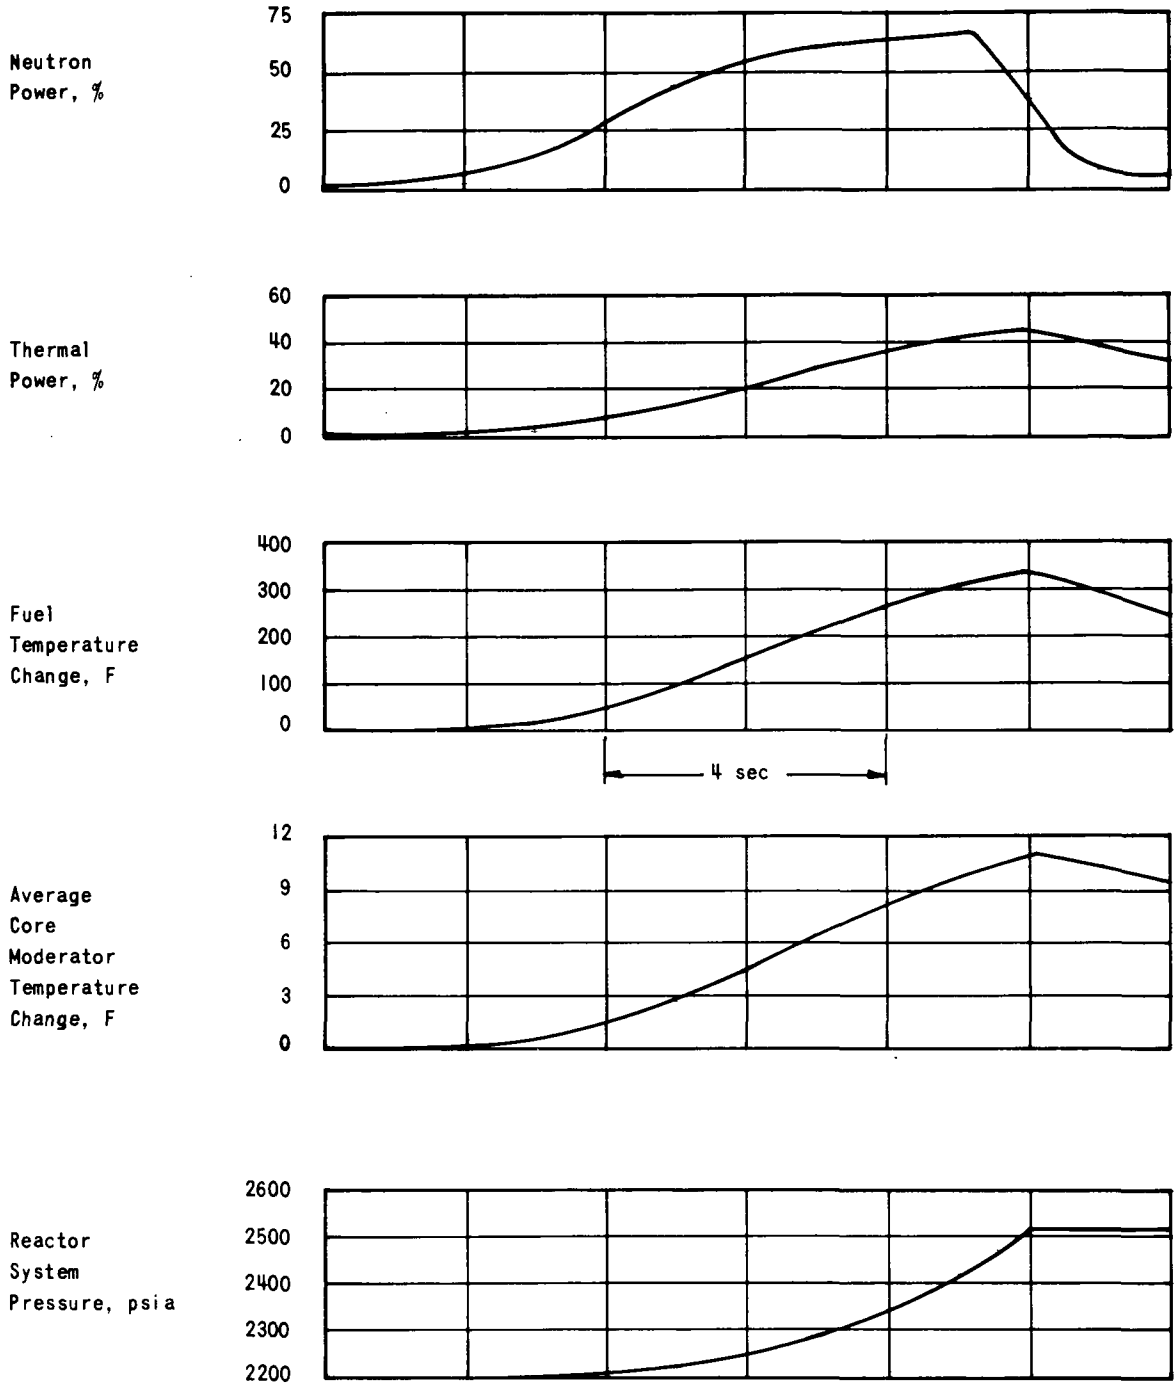 75
Neutron
Power, %
50
25
0
60
Thermal
Power, %
40
20
0
400
300
Fuel
Temperature
Change, F
200
100
0
4 sec
12
Average
Core
Moderator
Temperature
Change, F
9
6
3
0
2600
Reactor
System
Pressure, psia
2500
2400
2300
2200